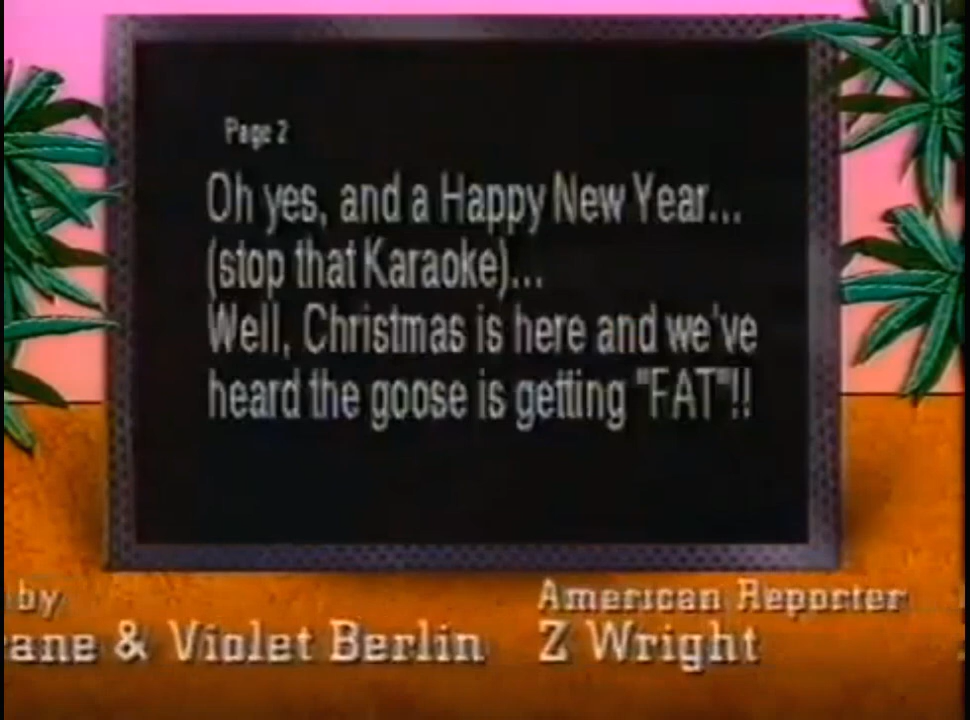 Page 2
Oh yes, and a Happy New Year...
(stop that Karaoke)...
Well, Christmas is here and we've
heard the goose is getting "FAT"!!
by
ane & Violet Berlin
American Reporter
Z Wright